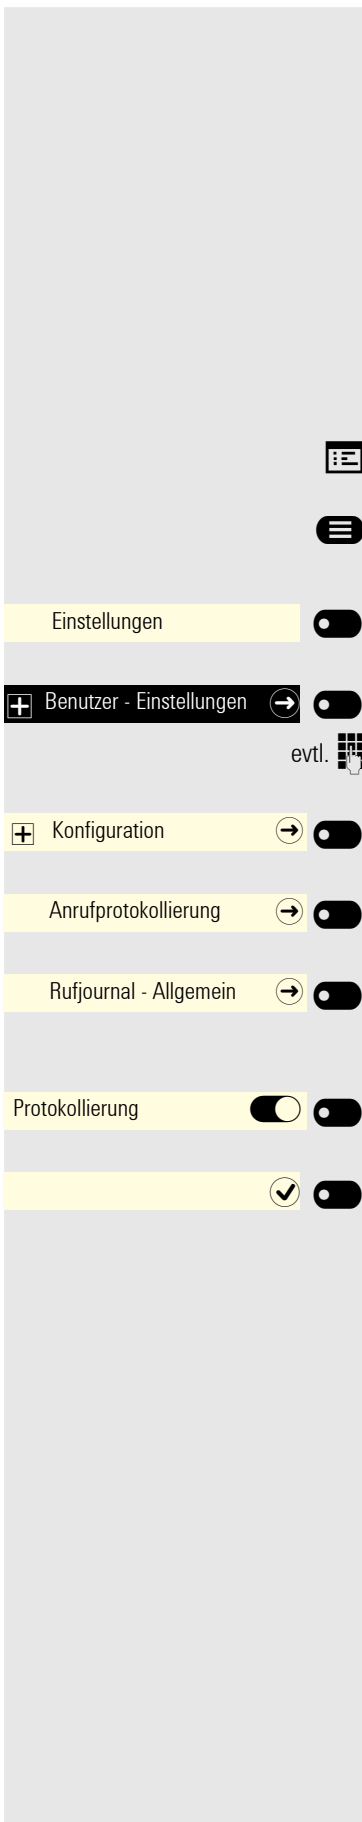 Einstellungen
Benutzer - Einstellungen
evtl.
Konfiguration
Anrufprotokollierung
Rufjournal - Allgemein
Protokollierung